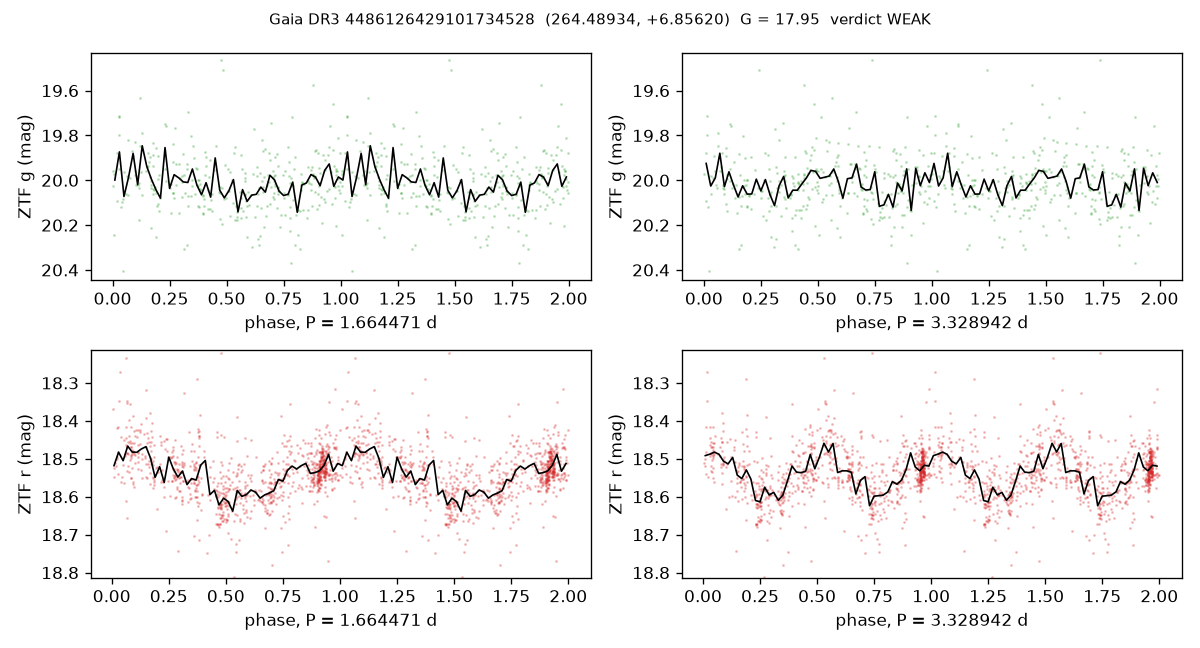 Gaia DR3 4486126429101734528  (264.48934, +6.85620)  G = 17.95  verdict WEAK
ZTF g (mag)
19.6
19.8
20.0
20.2
20.4
0.00 0.25 0.50 0.75 1.00 1.25 1.50 1.75 2.00
phase, P = 1.664471 d
ZTF g (mag)
19.6
19.8
20.0
20.2
20.4
0.00 0.25 0.50 0.75 1.00 1.25 1.50 1.75 2.00
phase, P = 3.328942 d
ZTF r (mag)
18.3
18.4
18.5
18.6
18.7
18.8
0.00 0.25 0.50 0.75 1.00 1.25 1.50 1.75 2.00
phase, P = 1.664471 d
ZTF r (mag)
18.3
18.4
18.5
18.6
18.7
18.8
0.00 0.25 0.50 0.75 1.00 1.25 1.50 1.75 2.00
phase, P = 3.328942 d